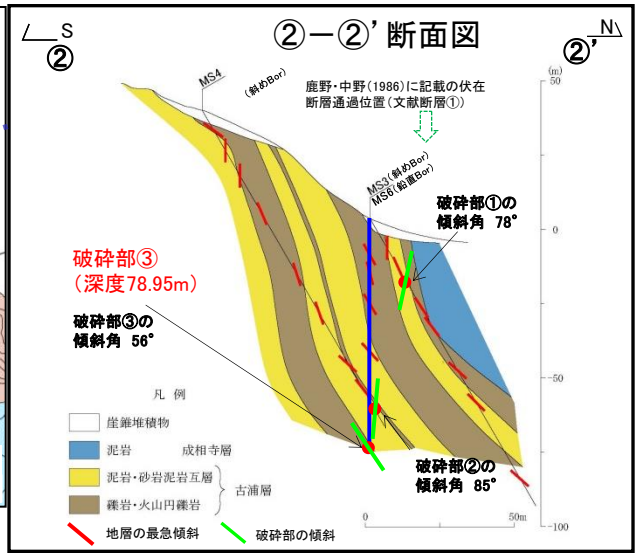 S
②
②－②’断面図
N
②’
MS4
(斜めBor)
鹿野・中野(1986)に記載の伏在
断層通過位置(文献断層①)
MS3(斜めBor)
MS6(鉛直Bor)
破砕部①の
傾斜角 78°
破砕部③
(深度78.95m)
破砕部③の
傾斜角 56°
破砕部②の
傾斜角 85°
50
(m)
0
-50
-100
凡 例
崖錐堆積物
泥岩 成相寺層
泥岩・砂岩泥岩互層
礫岩・火山円礫岩
古浦層
地層の最急傾斜
破砕部の傾斜
0 50m